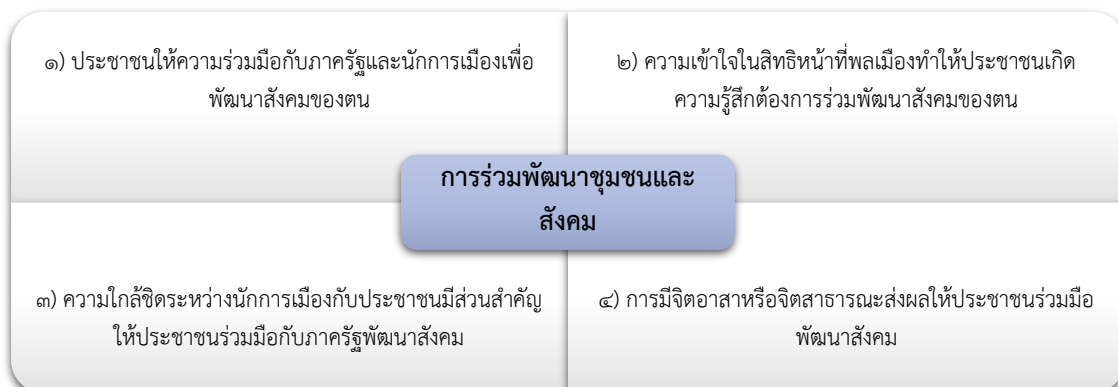 ๑) ประชาชนให้ความร่วมมือกับภาครัฐและนักการเมืองเพื่อ
พัฒนาสังคมของตน
๒) ความเข้าใจในสิทธิหน้าที่พลเมืองทำให้ประชาชนเกิด
ความรู้สึกต้องการร่วมพัฒนาสังคมของตน
การร่วมพัฒนาชุมชนและ
สังคม
๓) ความใกล้ชิดระหว่างนักการเมืองกับประชาชนมีส่วนสำคัญ
ให้ประชาชนร่วมมือกับภาครัฐพัฒนาสังคม
๔) การมีจิตอาสาหรือจิตสาธารณะส่งผลให้ประชาชนร่วมมือ
พัฒนาสังคม